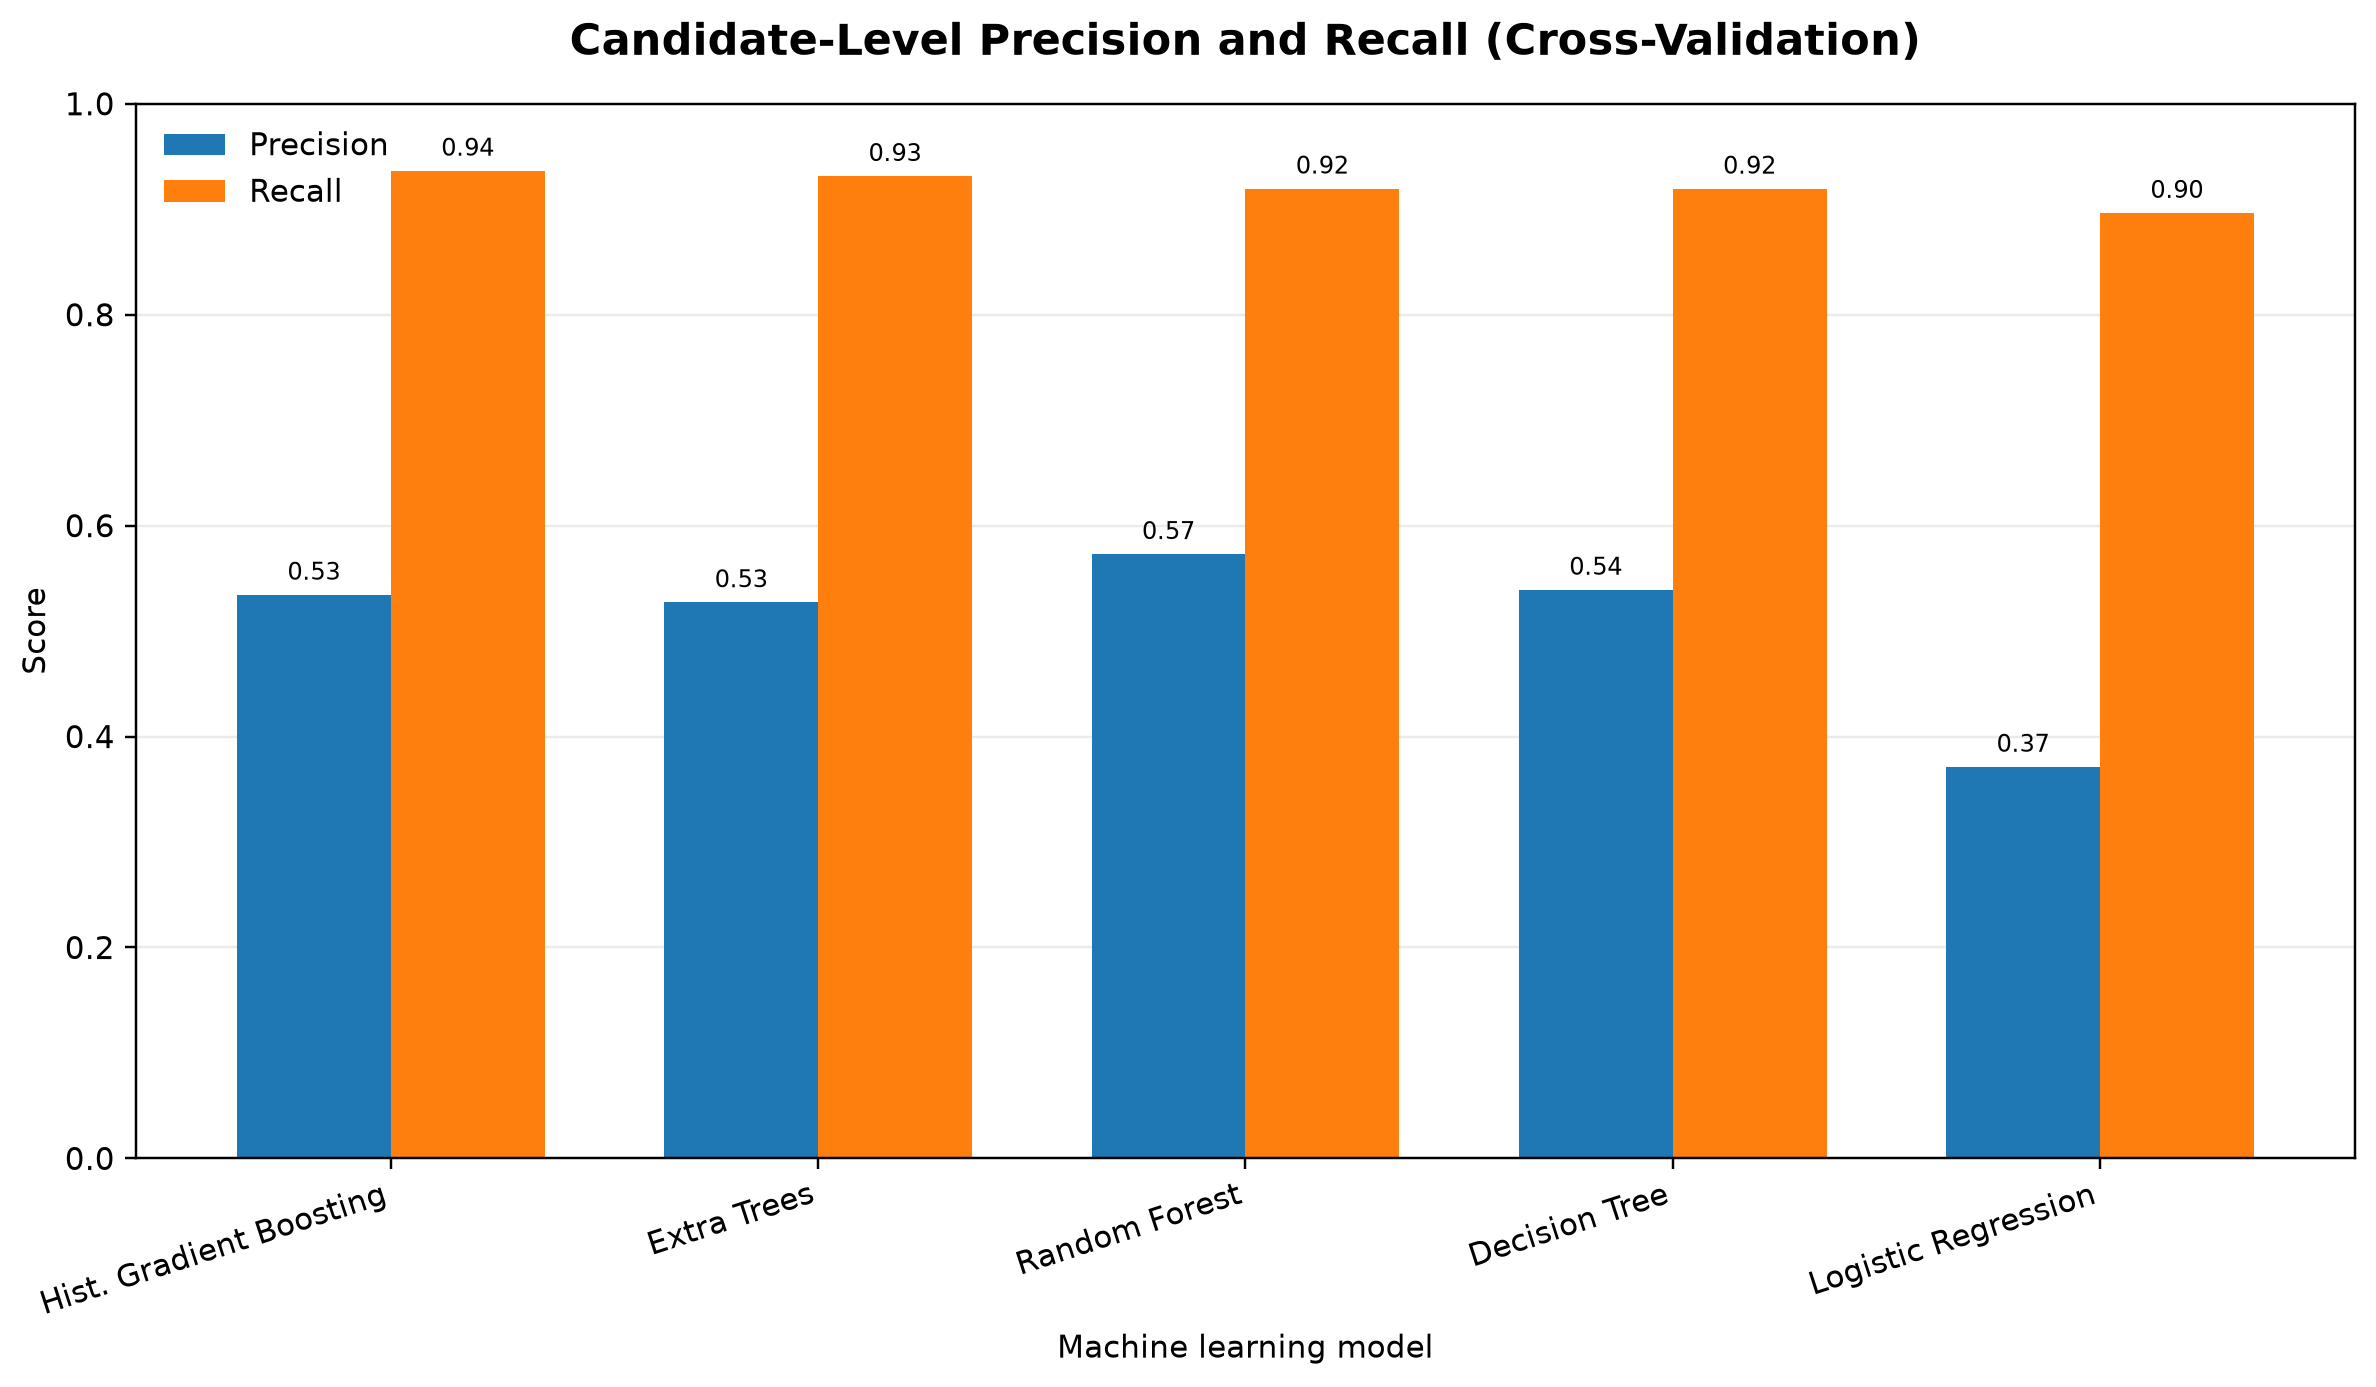 Candidate-Level Precision and Recall (Cross-Validation)
1.0
0.8
0.6
0.4
0.2
0.0
Score
Precision
Recall
0.53
0.94
0.53
0.93
0.57
0.92
0.54
0.92
0.37
0.90
Hist. Gradient Boosting
Extra Trees
Random Forest
Decision Tree
Logistic Regression
Machine learning model